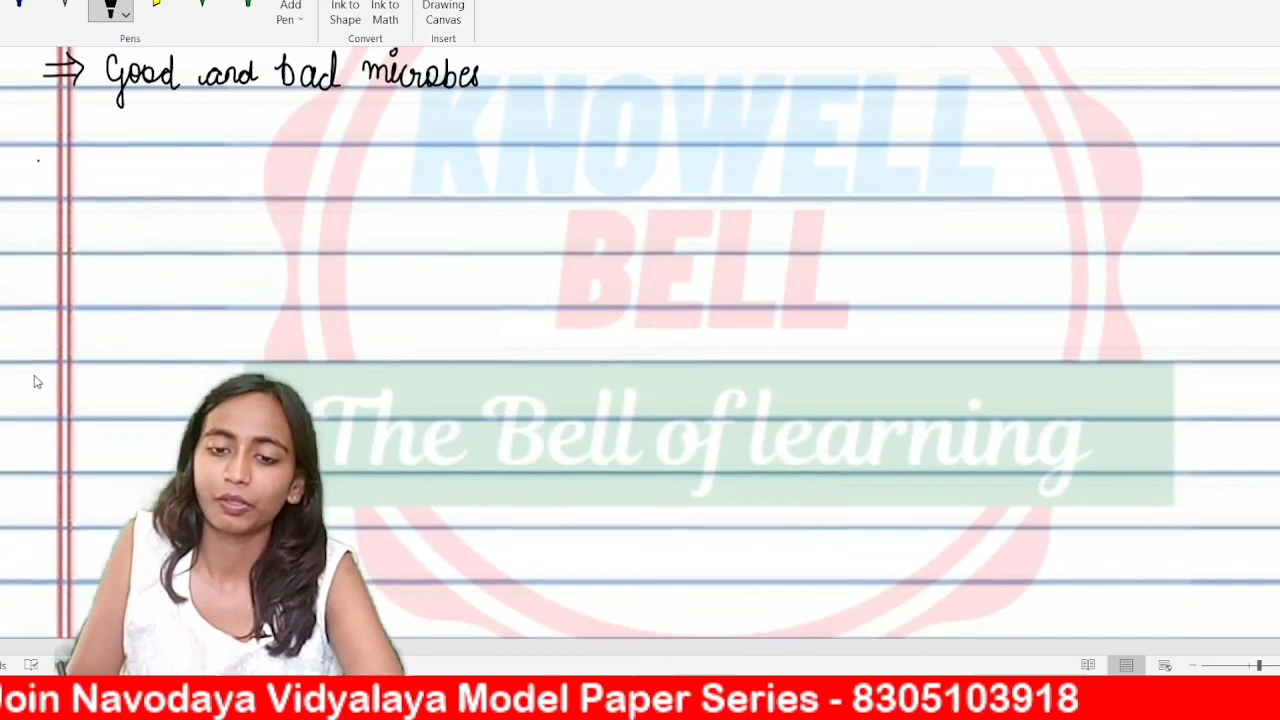 Add
Pen
Ink to
Shape
Ink to
Math
Drawing
Canvas
Pens
Convert
Insert
⇒ Good and bad microbes
KNOWELL
BELL
The Bell of learning
Join Navodaya Vidyalaya Model Paper Series - 8305103918